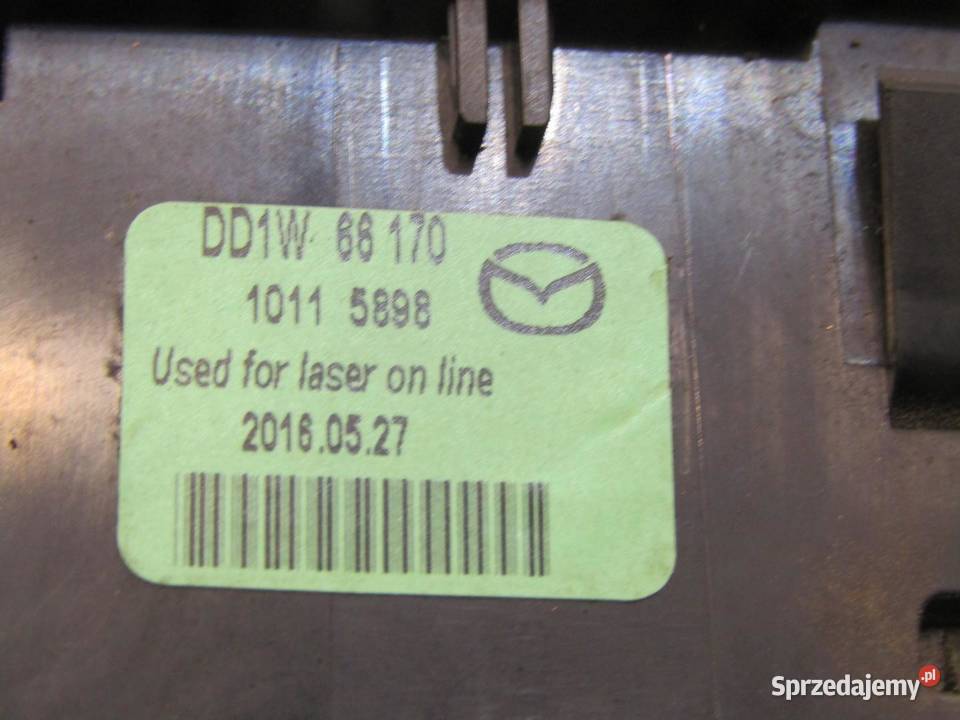 DD1W 68 170
1011 5898
Used for laser on line
2016.05.27
Sprzedajemy.pl